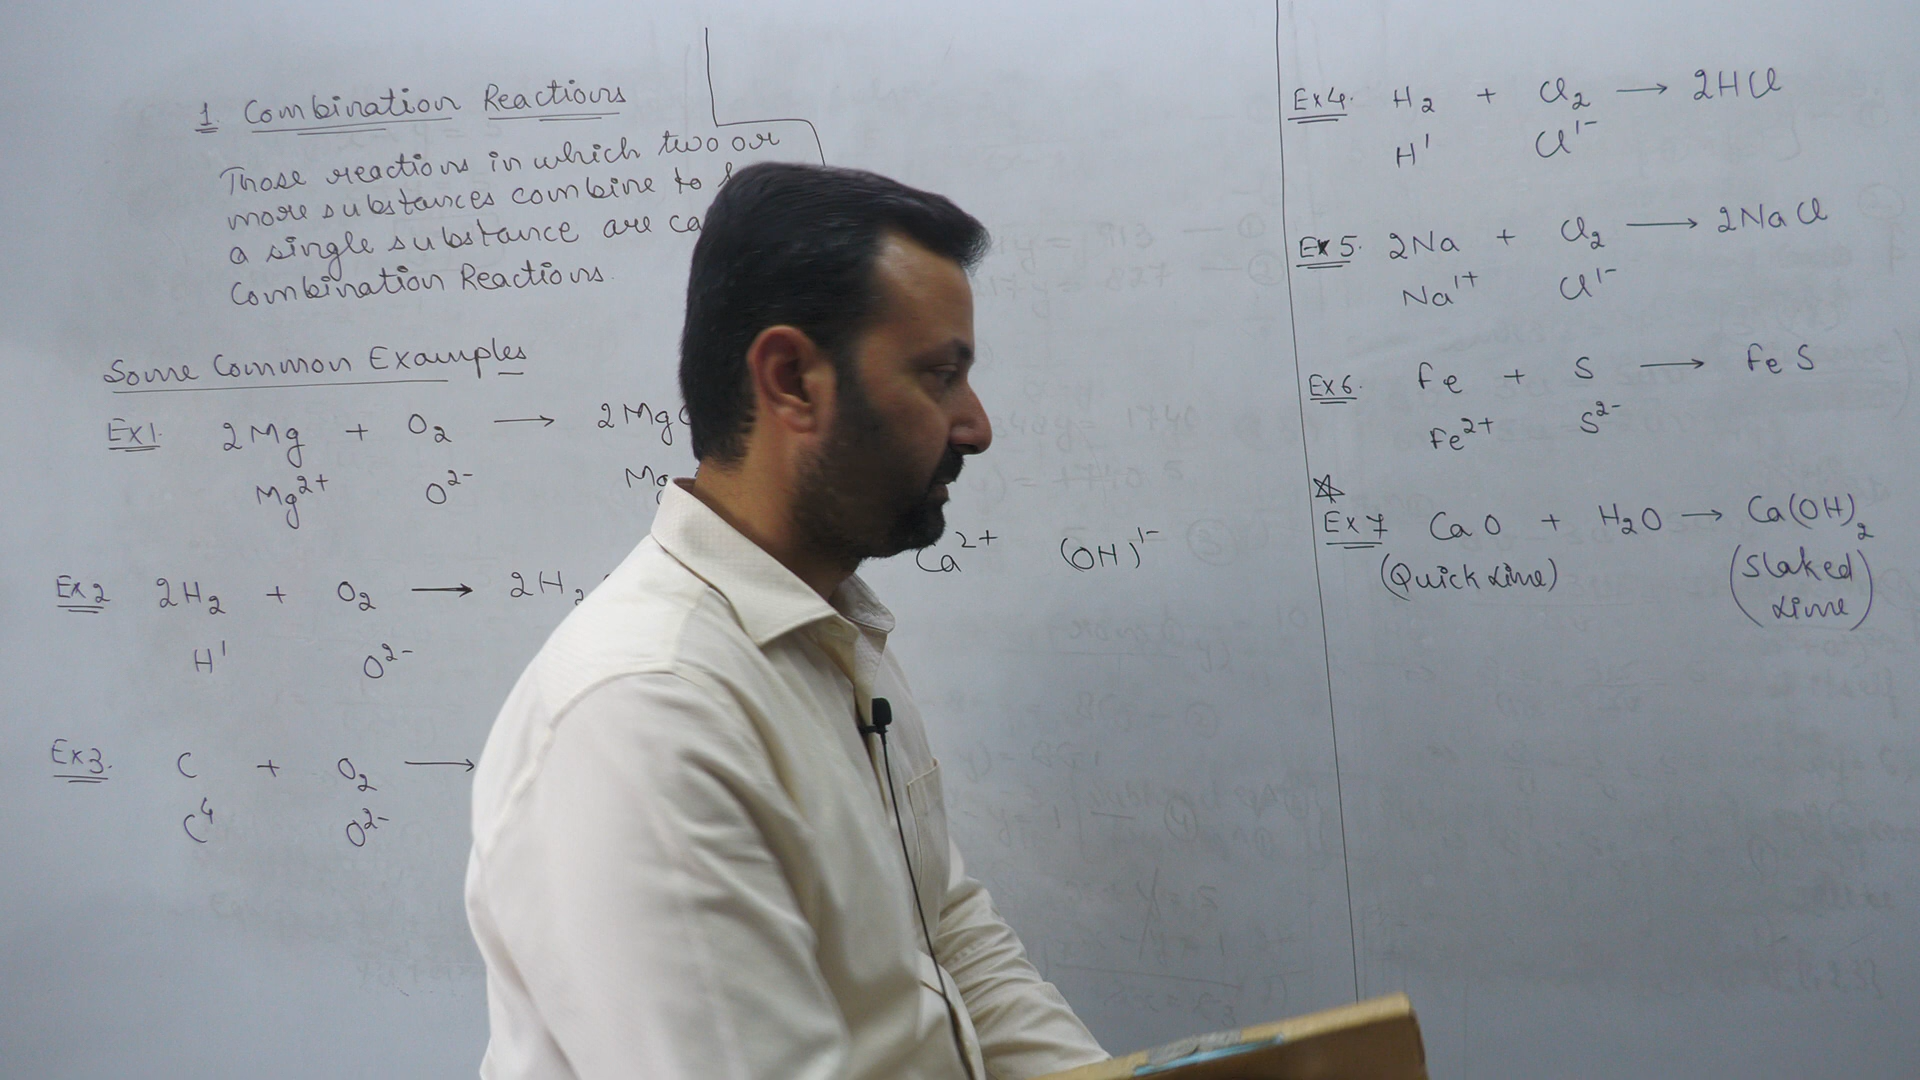 1. Combination Reactions
Those reactions in which two or
more substances combine to
a single substance are
Combination Reactions.
Some Common Examples
Ex1. 2Mg + O₂ → 2Mg
Mg²⁺ O²⁻ Mg
Ex2 2H₂ + O₂ → 2H₂
H¹ O²⁻
Ex3. C + O₂ →
C⁴ O²⁻
Ca²⁺ (OH)¹⁻
Ex4. H₂ + Cl₂ → 2HCl
H¹ Cl¹⁻
Ex5. 2Na + Cl₂ → 2NaCl
Na¹⁺ Cl¹⁻
Ex6. Fe + S → FeS
Fe²⁺ S²⁻
Ex7 CaO + H₂O → Ca(OH)₂
(Quick Lime) (Slaked
Lime)